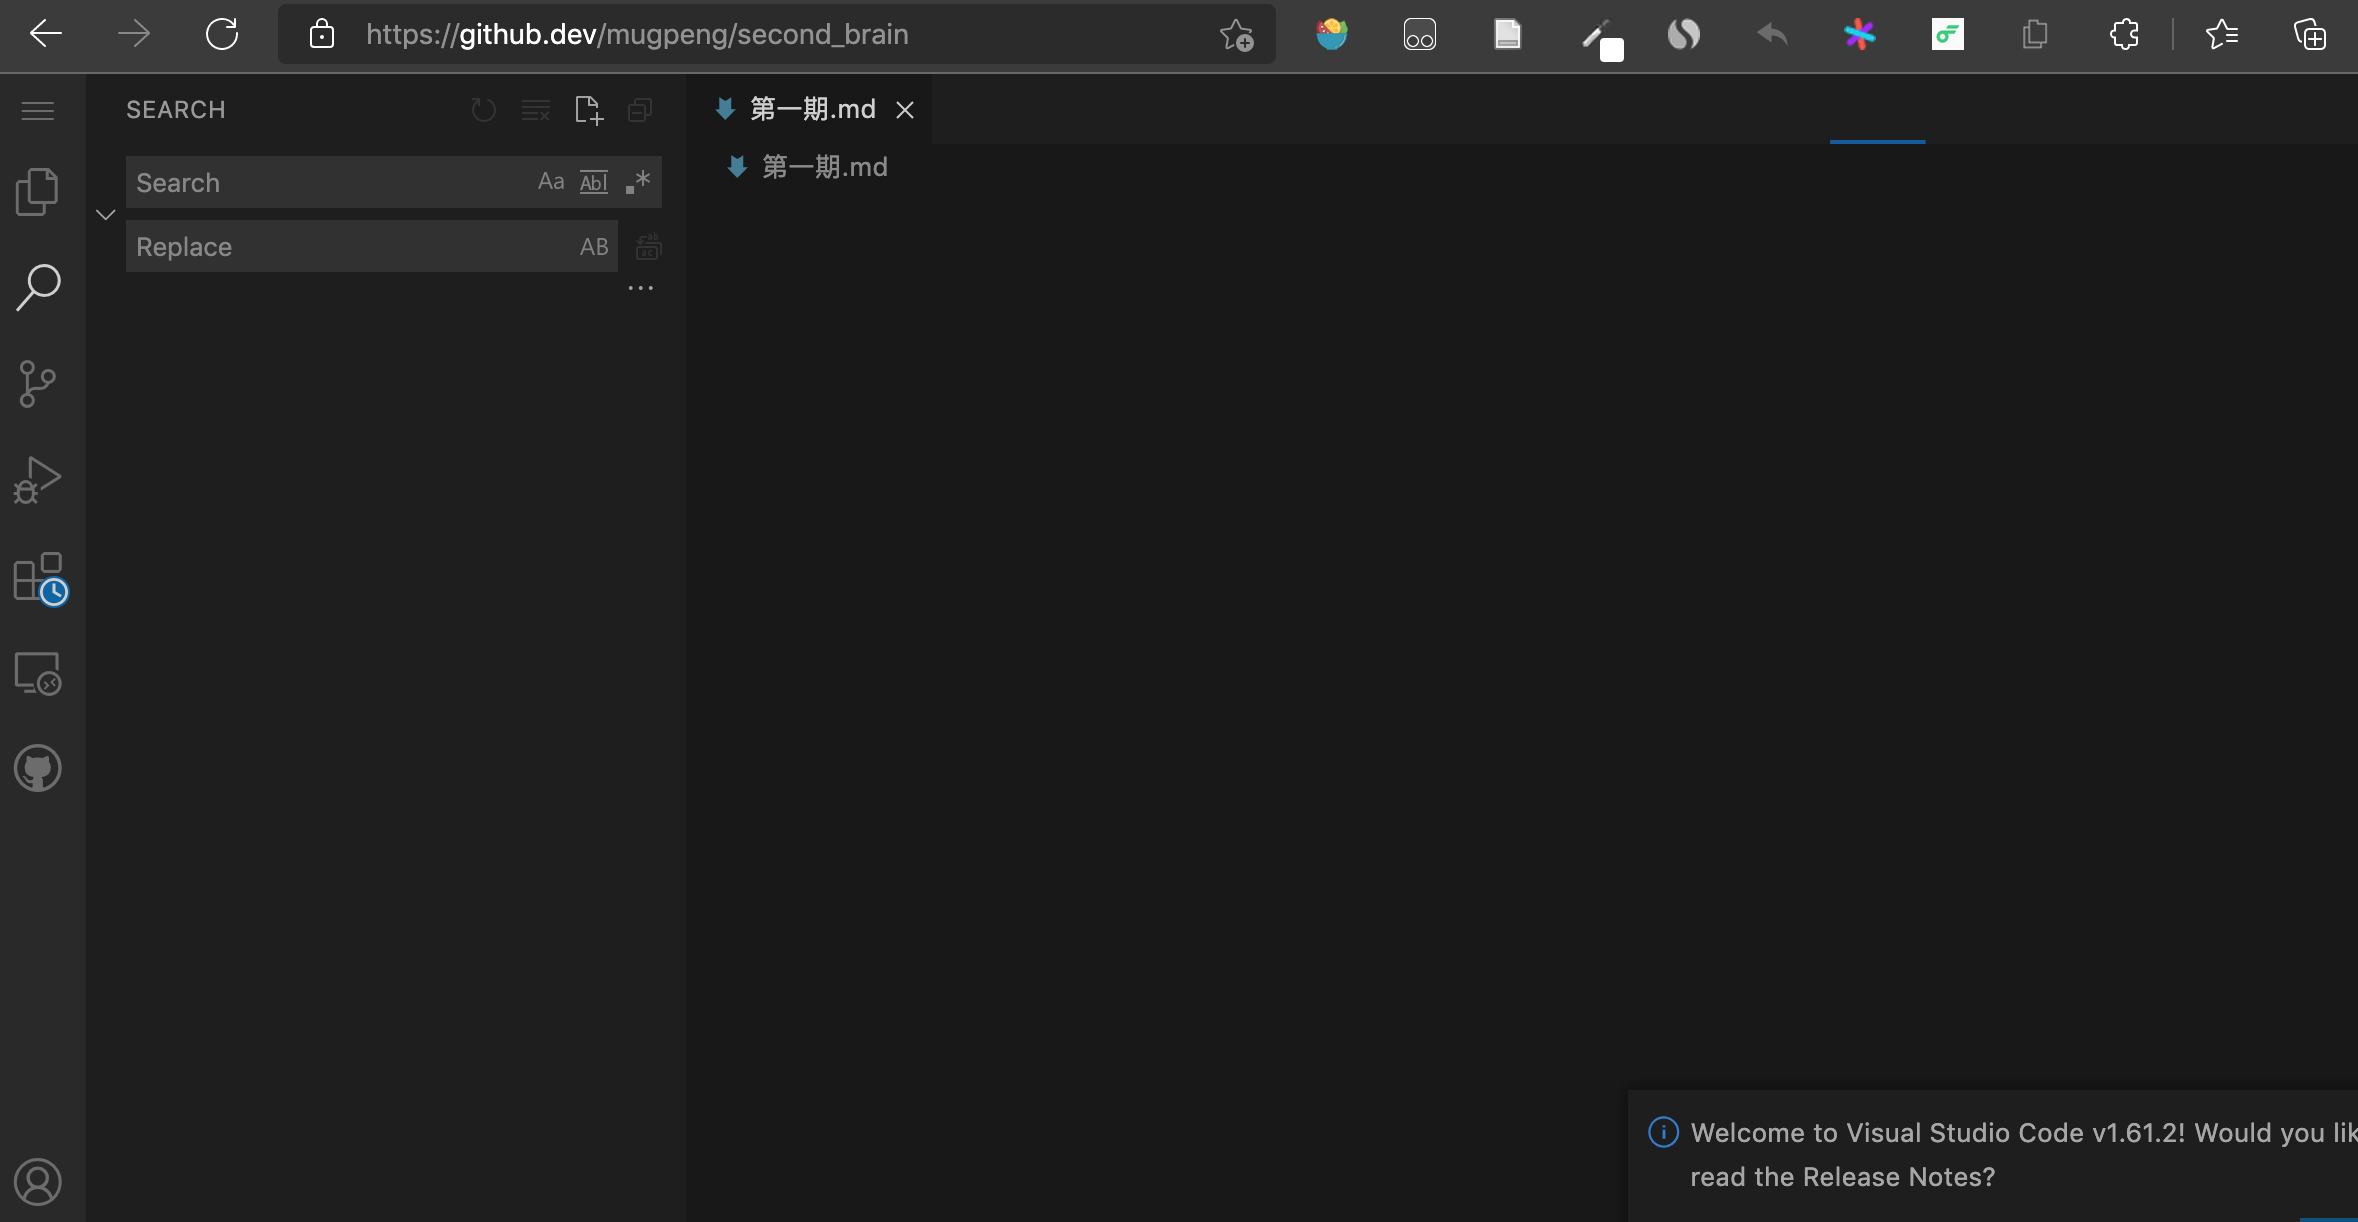 https://github.dev/mugpeng/second_brain
SEARCH
Search
Aa
Abl
Replace
AB
第一期.md
第一期.md
Welcome to Visual Studio Code v1.61.2! Would you lik
read the Release Notes?